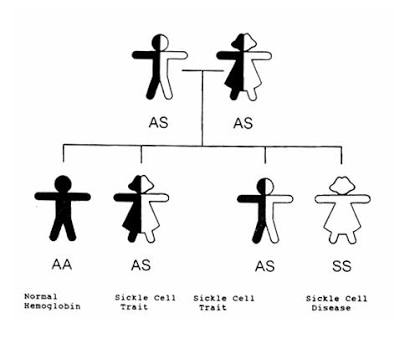 AS AS
AA AS AS SS
Normal Sickle Cell Sickle Cell Sickle Cell
Hemoglobin Trait Trait Disease